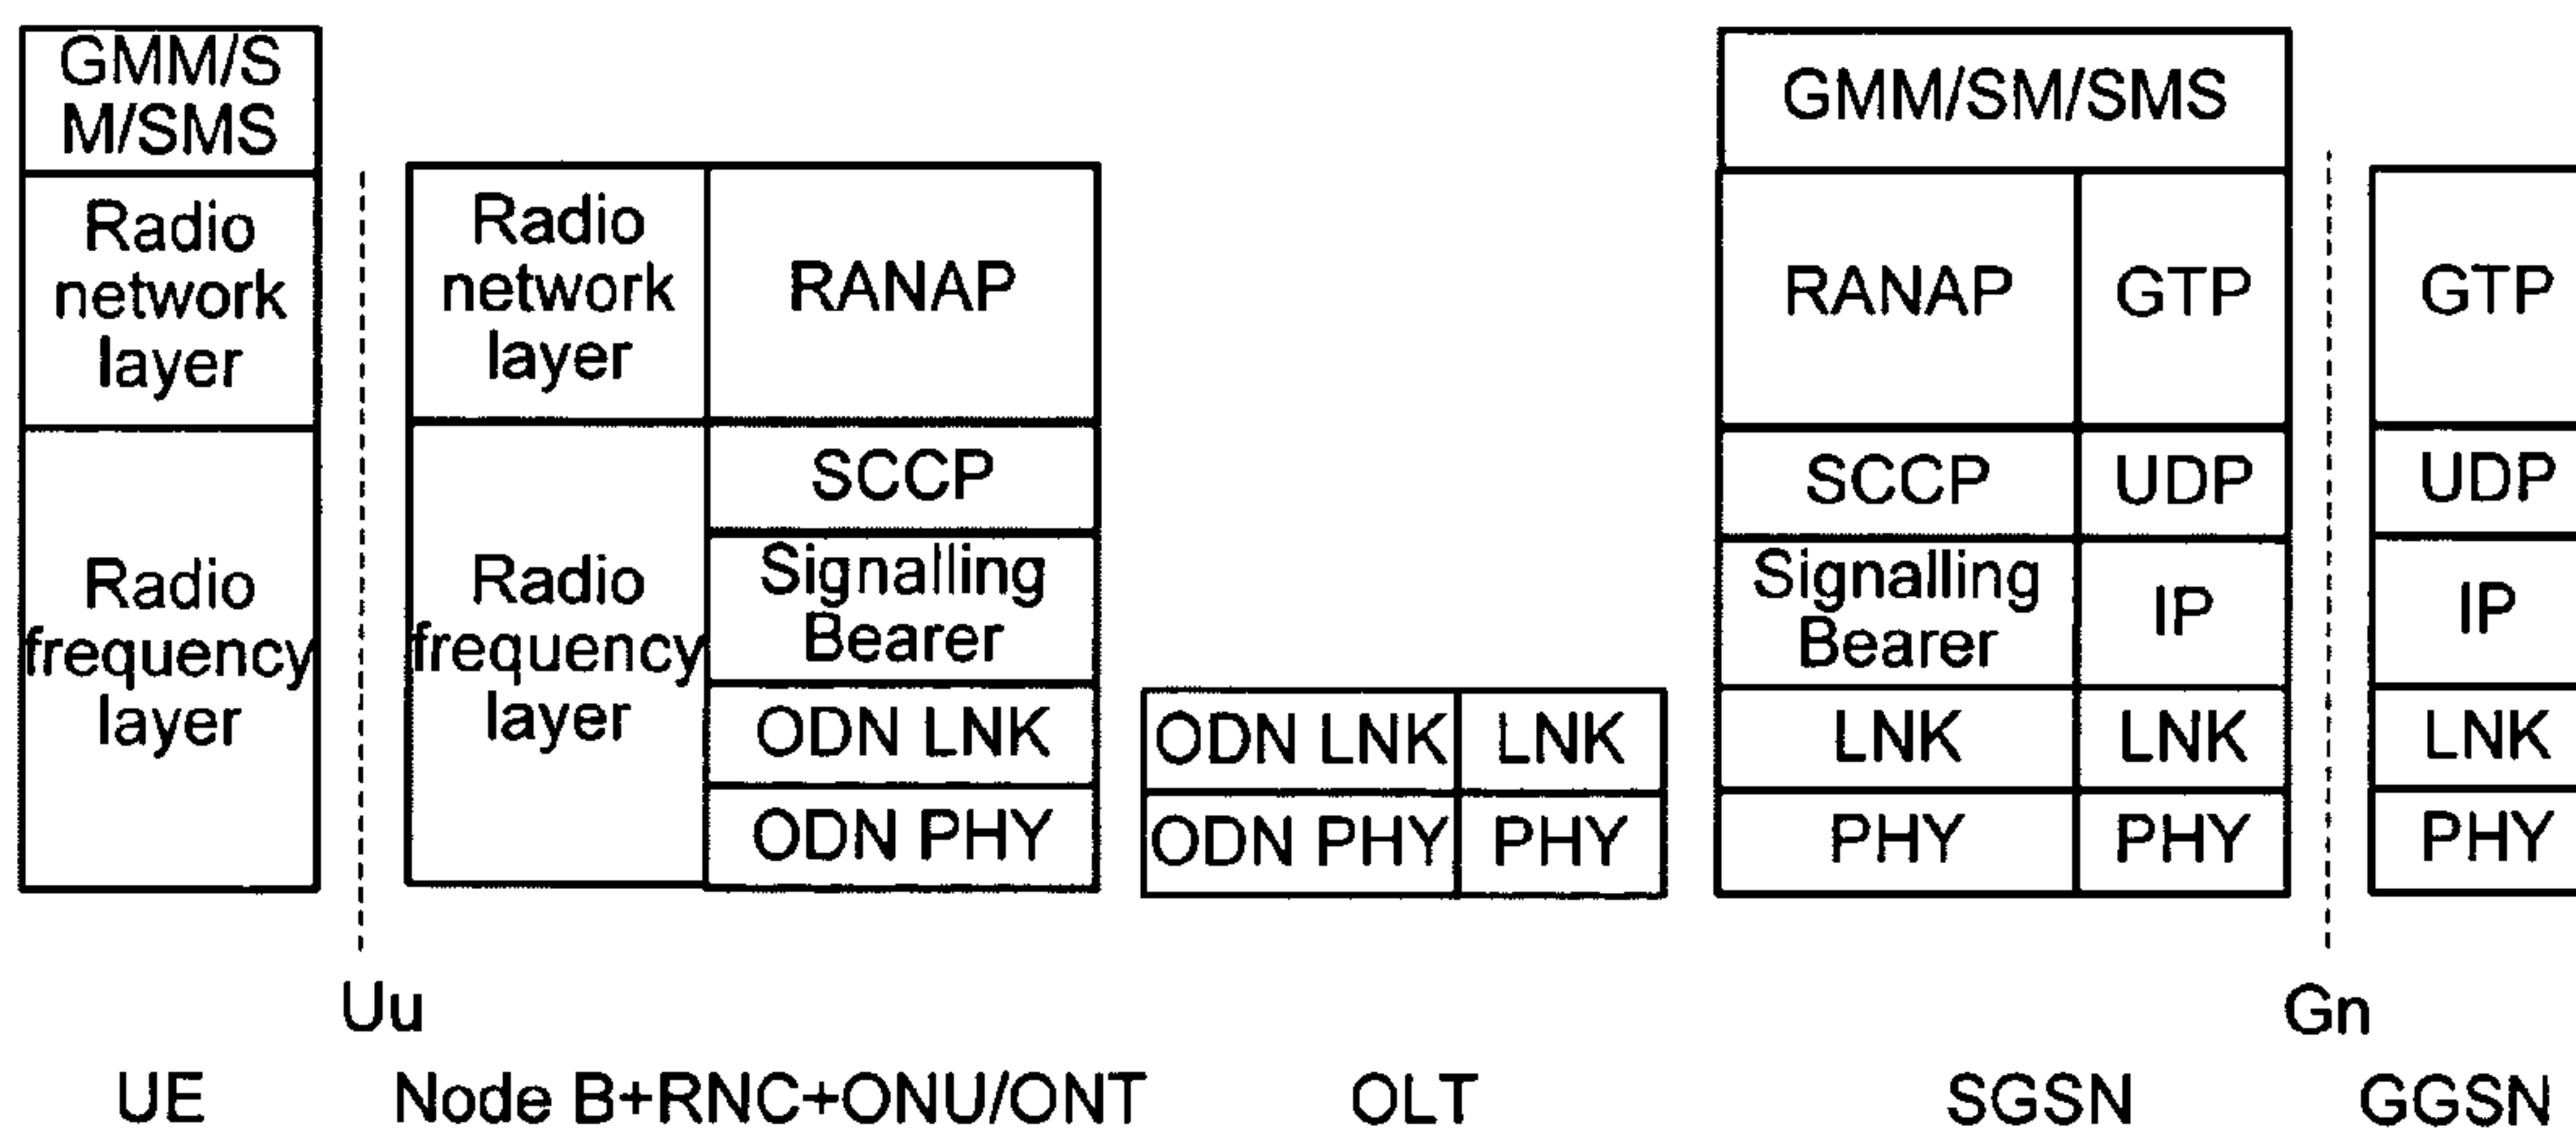 GMM/S
M/SMS
Radio
network
layer
Radio
frequency
layer
Uu
UE
Radio
network
layer
Radio
frequency
layer
RANAP
SCCP
Signalling
Bearer
ODN LNK
ODN PHY
Node B+RNC+ONU/ONT
ODN LNK
LNK
ODN PHY
PHY
OLT
GMM/SM/SMS
RANAP
GTP
SCCP
UDP
Signalling
Bearer
IP
LNK
LNK
PHY
PHY
SGSN
Gn
GTP
UDP
IP
LNK
PHY
GGSN